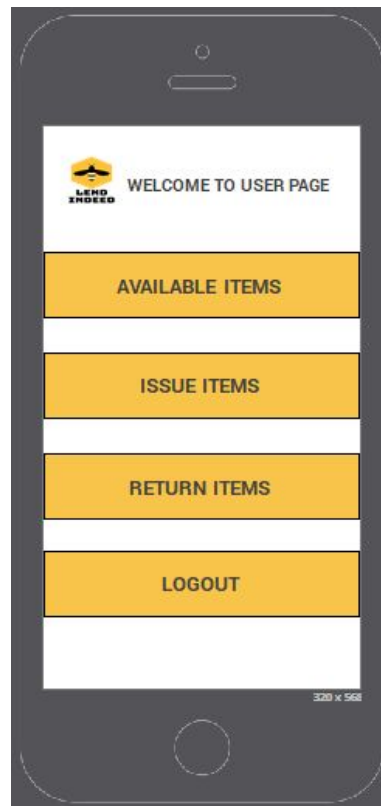 LEND
INDEED
WELCOME TO USER PAGE
AVAILABLE ITEMS
ISSUE ITEMS
RETURN ITEMS
LOGOUT
320 x 568